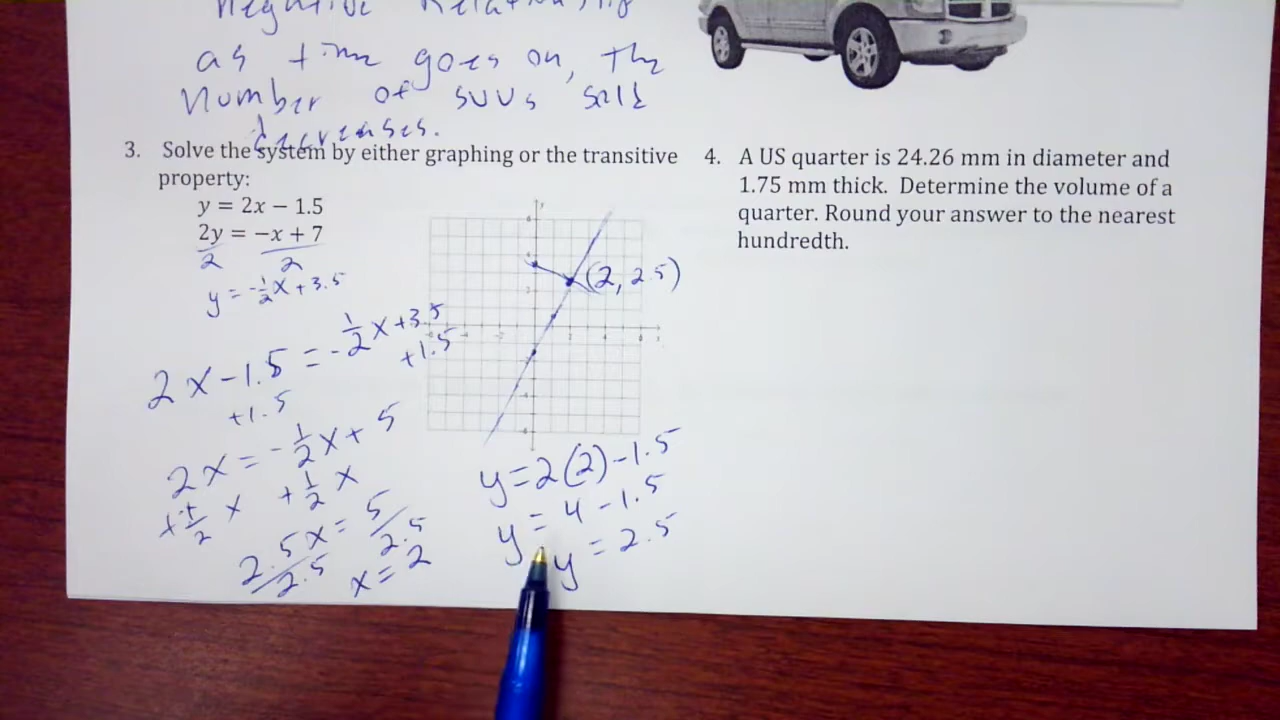 Negative Relationship
as time goes on, the
Number of SUVs sold
decreases.
3. Solve the system by either graphing or the transitive
property:
y = 2x − 1.5
2y = −x + 7
2 2
y = -1/2x + 3.5
2x - 1.5 = -1/2x + 3.5
+1.5 +1.5
2x = -1/2x + 5
+1/2x +1/2x
2.5x = 5
2.5 2.5
x = 2
(2, 2.5)
y = 2(2) - 1.5
y = 4 - 1.5
y = 2.5
4. A US quarter is 24.26 mm in diameter and
1.75 mm thick. Determine the volume of a
quarter. Round your answer to the nearest
hundredth.